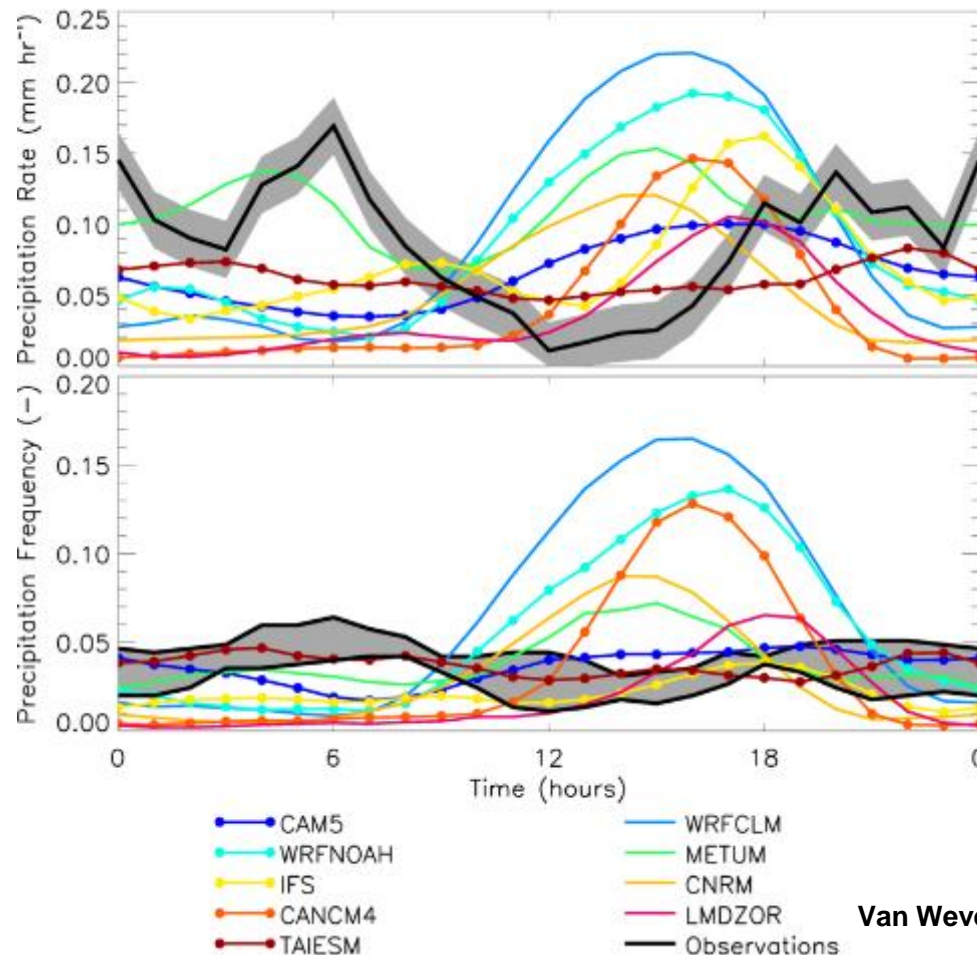 Precipitation Rate (mm hr⁻¹)
0.25
0.20
0.15
0.10
0.05
0.00
Precipitation Frequency (–)
0.20
0.15
0.10
0.05
0.00
0 6 12 18
Time (hours)
CAM5 WRFCLM
WRFNOAH METUM
IFS CNRM
CANCM4 LMDZOR
TAIESM Observations
Van